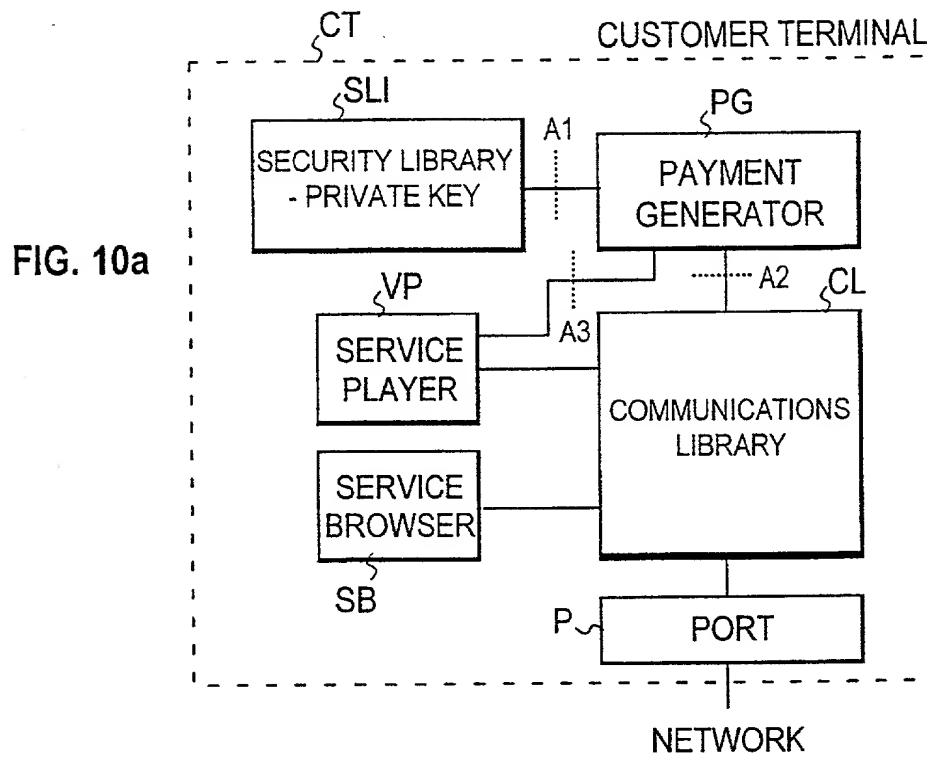 CT
CUSTOMER TERMINAL
SLI
PG
A1
SECURITY LIBRARY
- PRIVATE KEY
PAYMENT
GENERATOR
FIG. 10a
VP
A2
CL
A3
SERVICE
PLAYER
COMMUNICATIONS
LIBRARY
SERVICE
BROWSER
SB
P
PORT
NETWORK